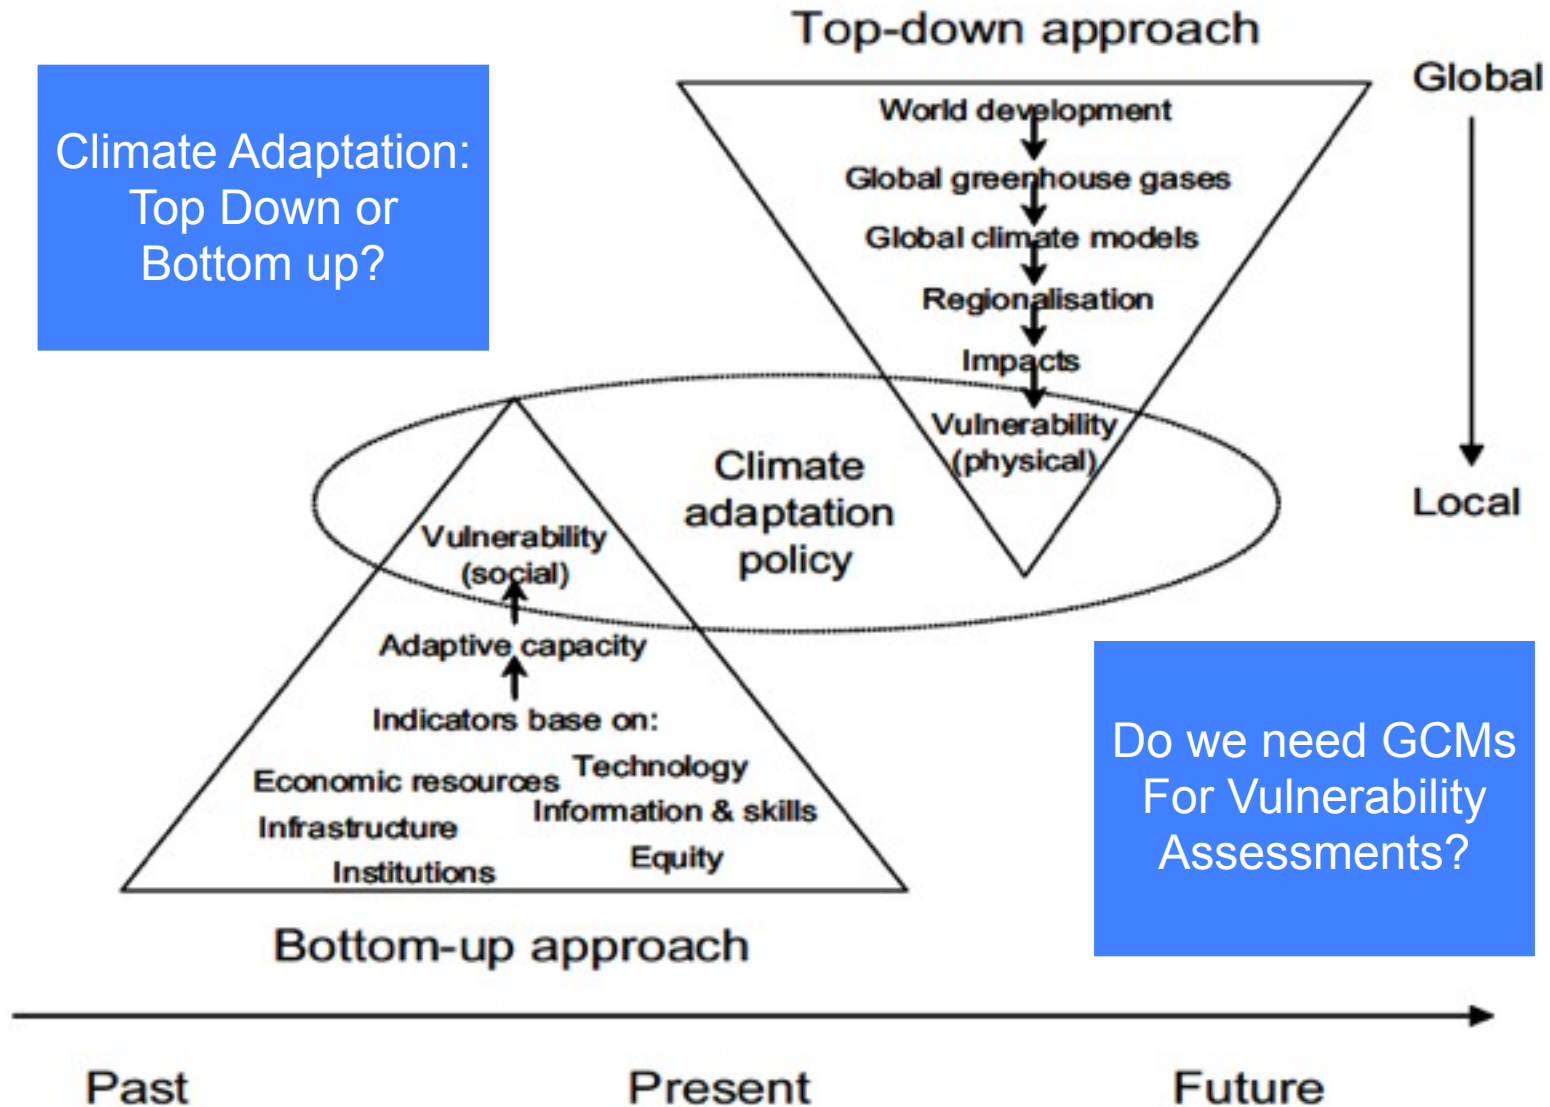 Top-down approach
Global
Climate Adaptation:
Top Down or
Bottom up?
World development
Global greenhouse gases
Global climate models
Regionalisation
Impacts
Vulnerability
(physical)
Local
Climate
adaptation
policy
Vulnerability
(social)
Adaptive capacity
Indicators base on:
Economic resources
Technology
Infrastructure
Information & skills
Institutions
Equity
Bottom-up approach
Do we need GCMs
For Vulnerability
Assessments?
Past
Present
Future